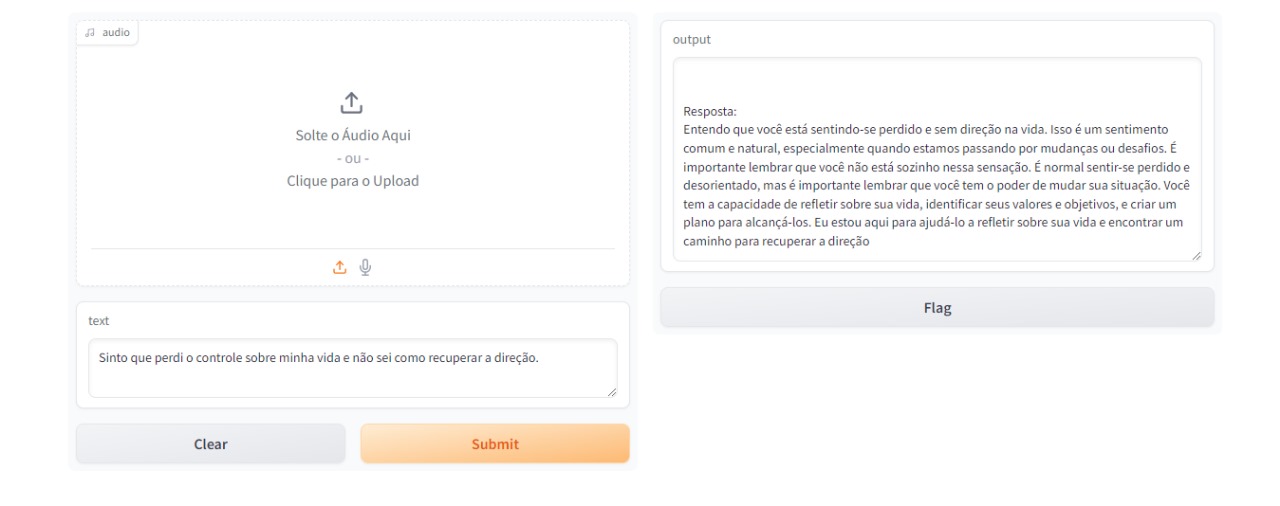 audio
Solte o Áudio Aqui
- ou -
Clique para o Upload
text
Sinto que perdi o controle sobre minha vida e não sei como recuperar a direção.
Clear
Submit
output
Resposta:
Entendo que você está sentindo-se perdido e sem direção na vida. Isso é um sentimento
comum e natural, especialmente quando estamos passando por mudanças ou desafios. É
importante lembrar que você não está sozinho nessa sensação. É normal sentir-se perdido e
desorientado, mas é importante lembrar que você tem o poder de mudar sua situação. Você
tem a capacidade de refletir sobre sua vida, identificar seus valores e objetivos, e criar um
plano para alcançá-los. Eu estou aqui para ajudá-lo a refletir sobre sua vida e encontrar um
caminho para recuperar a direção
Flag